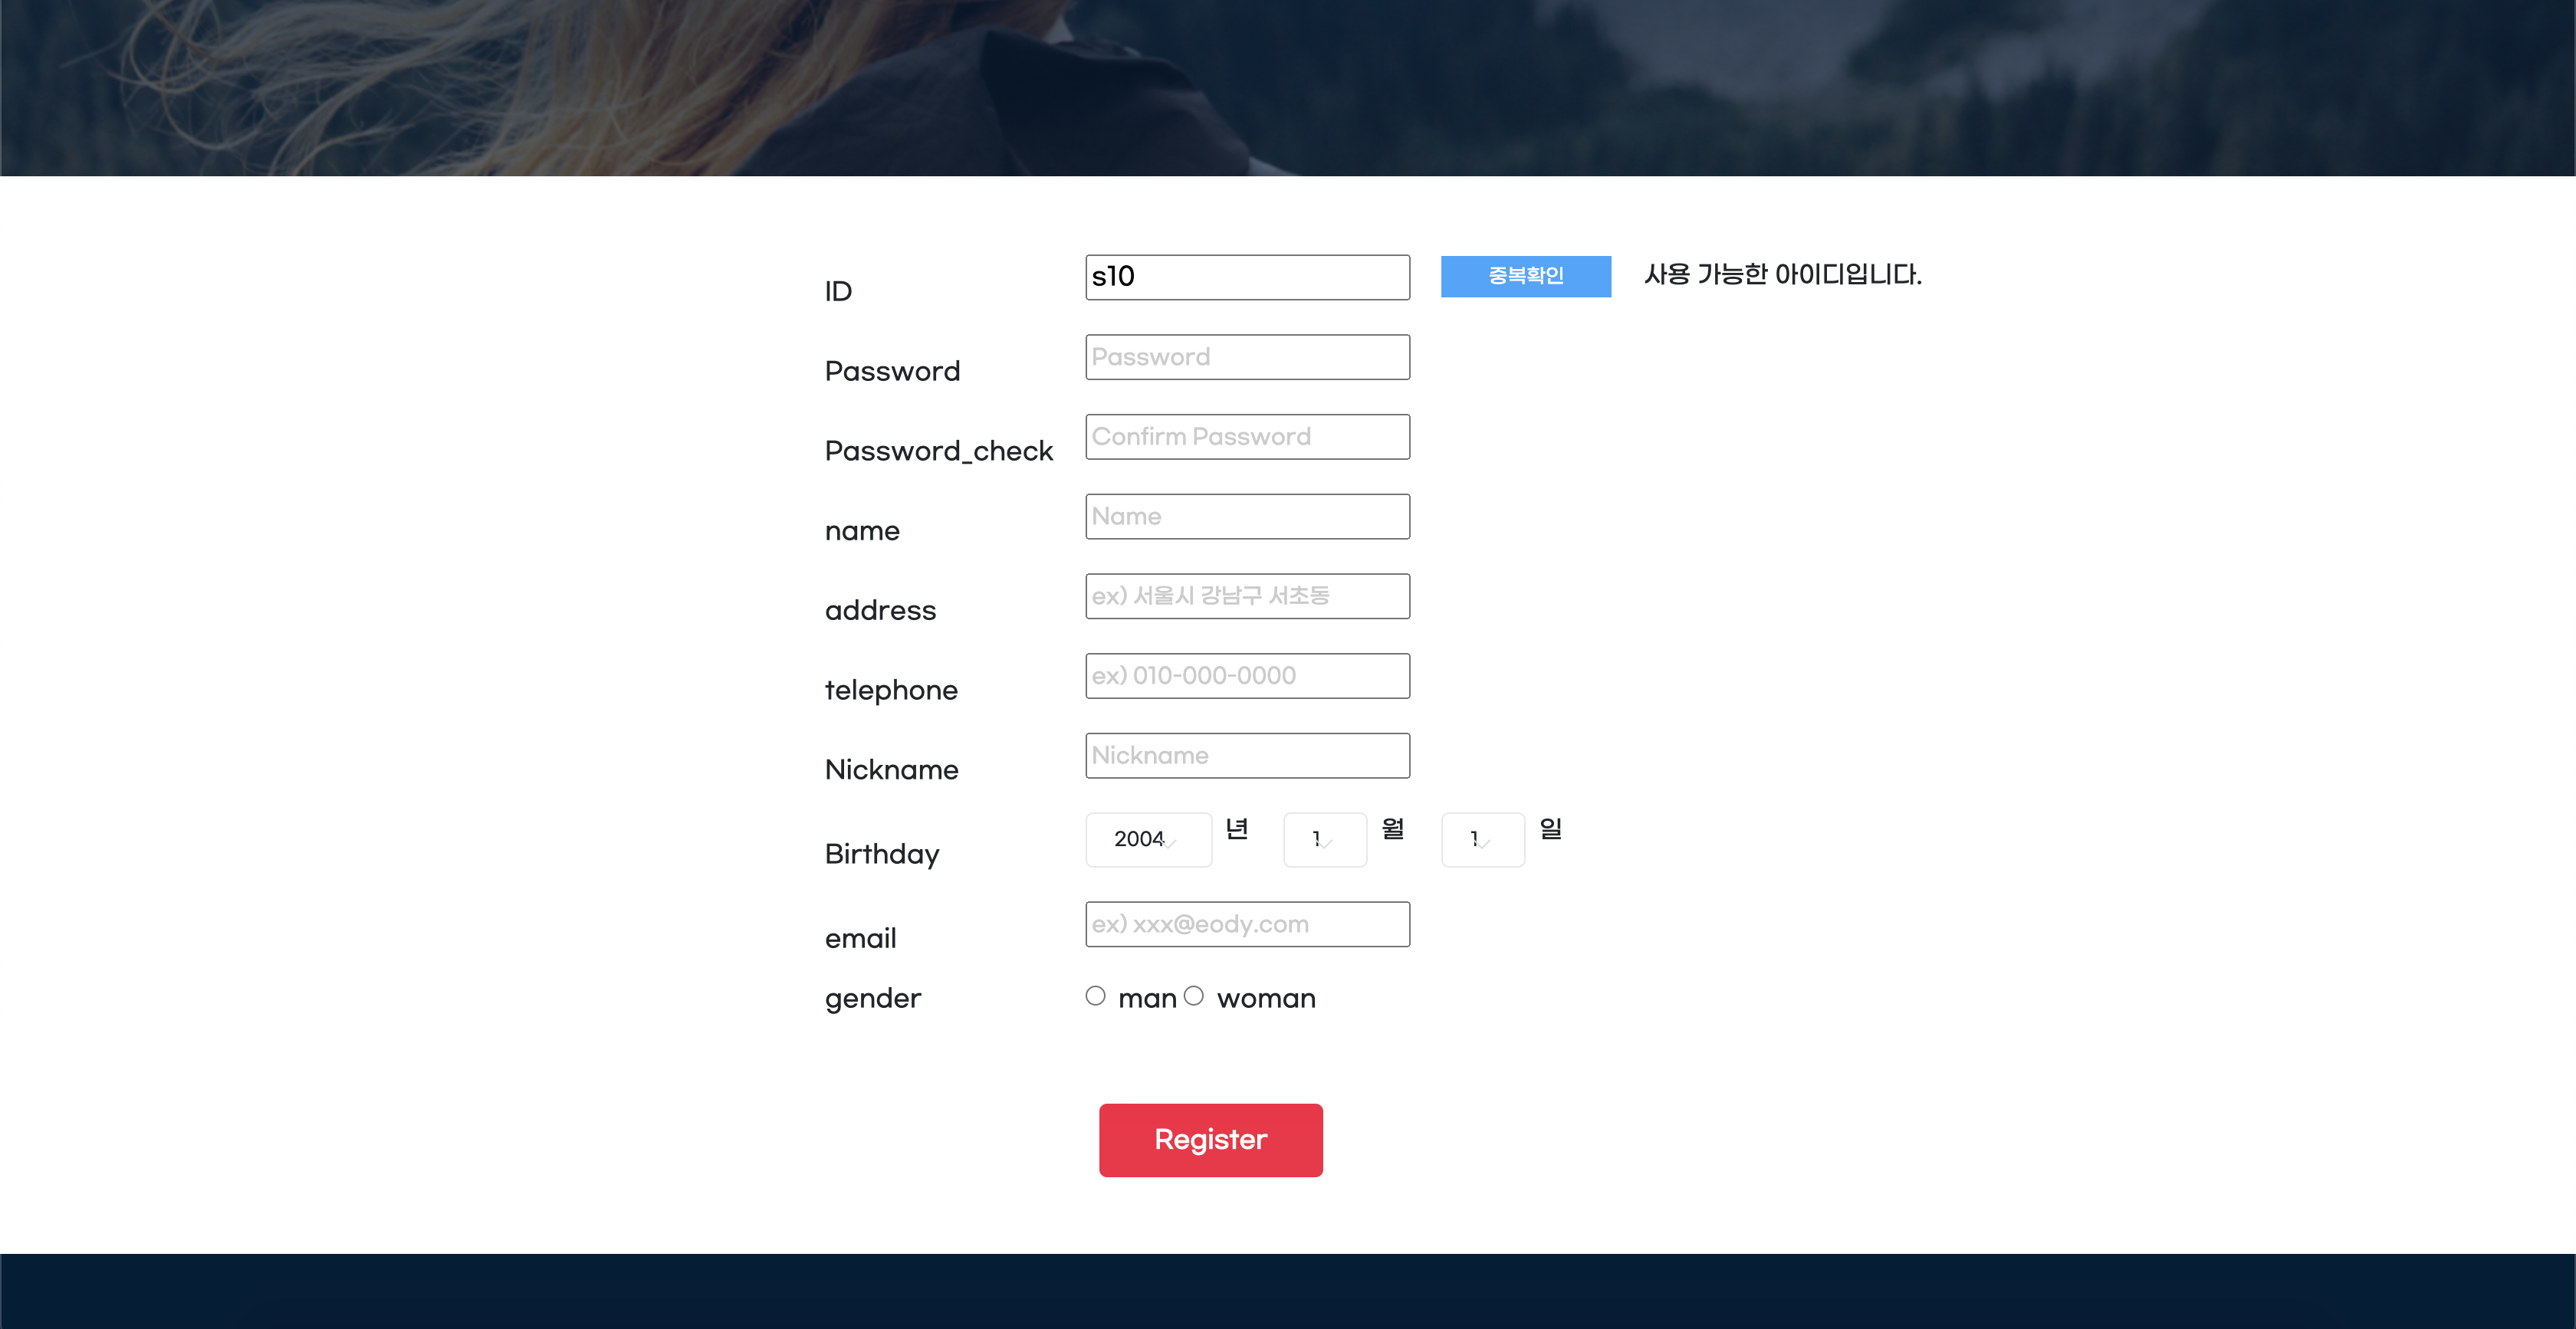 ID s10 중복확인 사용 가능한 아이디입니다.
Password Password
Password_check Confirm Password
name Name
address ex) 서울시 강남구 서초동
telephone ex) 010-000-0000
Nickname Nickname
Birthday 2004 년 1 월 1 일
email ex) xxx@eody.com
gender man woman
Register